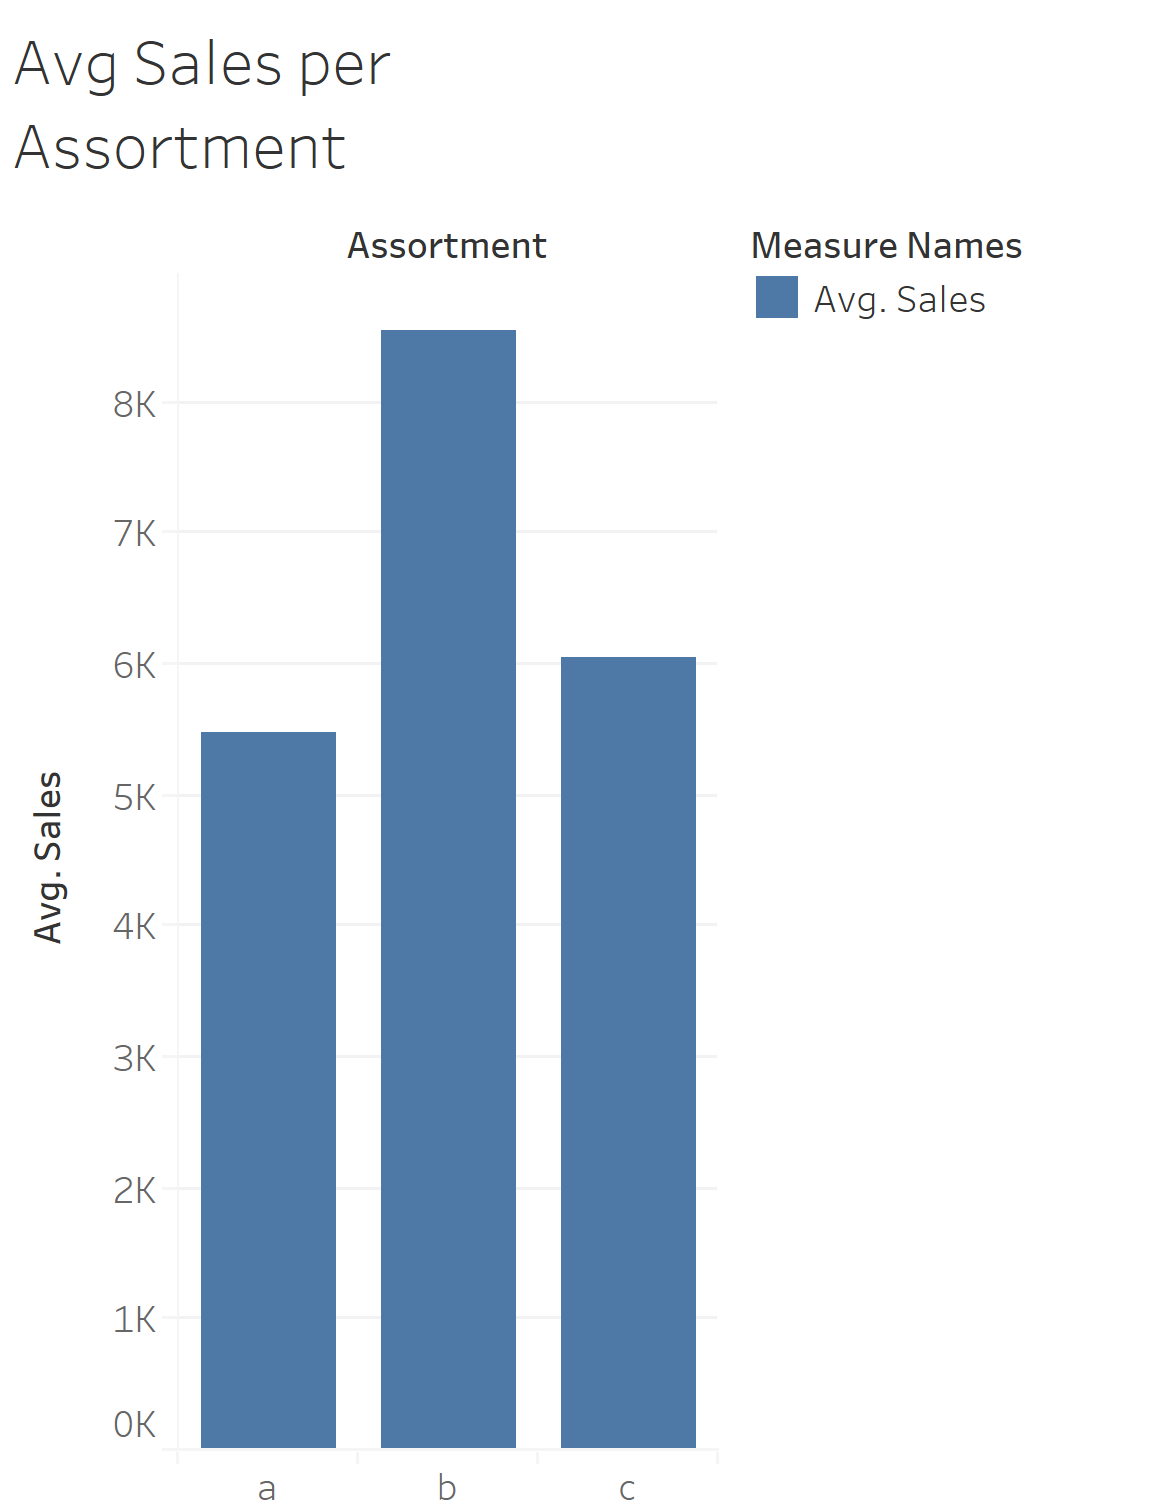 Avg Sales per
Assortment
Assortment
Measure Names
Avg. Sales
8K
7K
6K
5K
4K
3K
2K
1K
0K
Avg. Sales
a
b
c